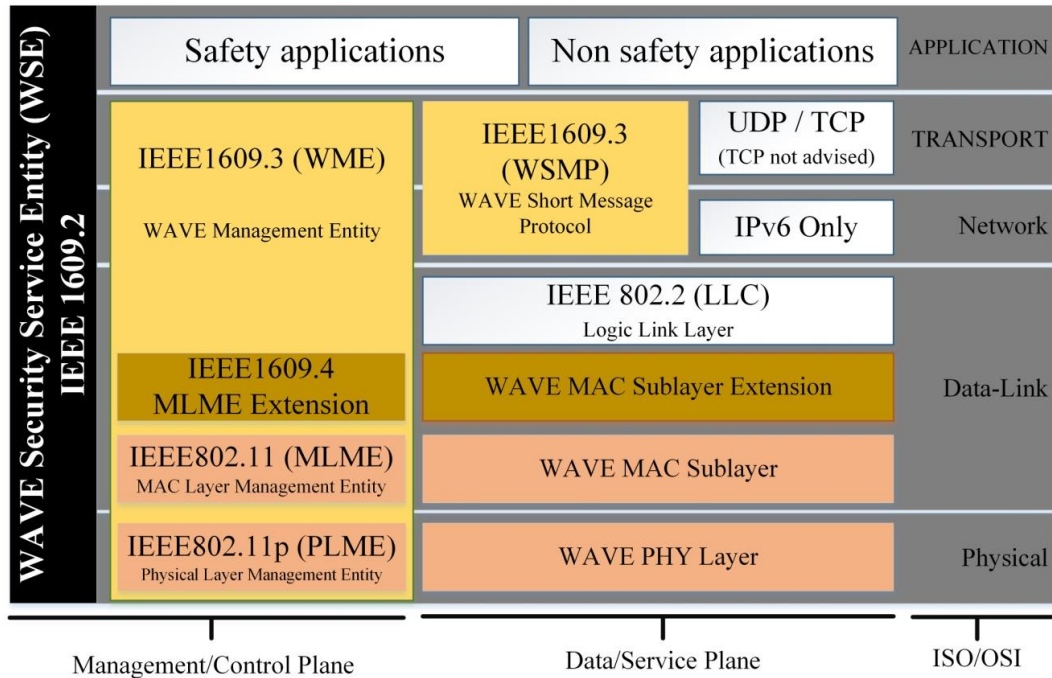 WAVE Security Service Entity (WSE)
IEEE 1609.2
Safety applications
Non safety applications
APPLICATION
IEEE1609.3 (WME)
WAVE Management Entity
IEEE1609.3
(WSMP)
WAVE Short Message
Protocol
UDP / TCP
(TCP not advised)
TRANSPORT
IPv6 Only
Network
IEEE 802.2 (LLC)
Logic Link Layer
IEEE1609.4
MLME Extension
WAVE MAC Sublayer Extension
Data-Link
IEEE802.11 (MLME)
MAC Layer Management Entity
WAVE MAC Sublayer
IEEE802.11p (PLME)
Physical Layer Management Entity
WAVE PHY Layer
Physical
Management/Control Plane
Data/Service Plane
ISO/OSI